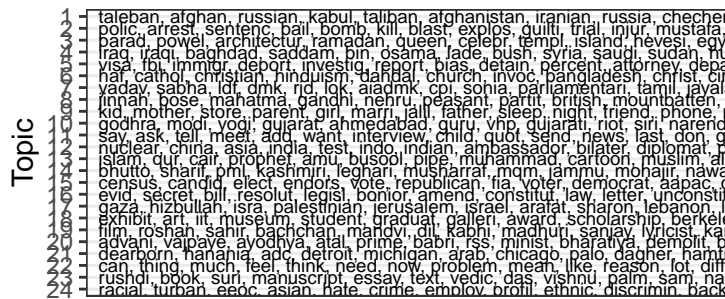 Topic
1 taleban, afghan, russian, kabul, taliban, afghanistan, iranian, russia,
2 polic, arrest, sentenc, bail, bomb, kill, blast, explos, guilti, trial, injur, mustafa,
3 parad, powel, architectur, ramadan, queen, celebr, templ, island, hevesi,
4 iraq, iraqi, baghdad, saddam, bin, osama, lade, bush, syria, saudi, sudan,
5 visa, fbi, immigr, deport, investig, report, blade, detain, percent, attorney,
6 haf, cathol, christian, hinduism, dandal, church, invoc, bangladesh, christ,
7 yadav, sabha, ldf, dmk, rjd, lok, aiadmk, cpi, sonia, parliamentari, tamil,
8 jinnah, bose, mahatma, gandhi, nehru, peasant, partit, british, mountbatten,
9 kid, mother, store, parent, girl, marri, jalil, father, sleep, night, friend, phone,
10 godhra, modi, yogi, gujarat, ahmedabad, guru, vhp, gujarati, riot, siri,
11 say, ask, tell, meet, add, want, interview, child, quot, send, news, last, don,
12 nuclear, china, asia, india, test, indo, indian, ambassador, bilater, diplomat,
13 islam, qur, cair, prophet, amu, busool, pipe, muhammad, cartoon, muslim,
14 bhutto, sharif, pml, kashmiri, leghari, musharraf, mqm, jammu, mohajir,
15 census, candid, elect, endors, vote, republican, fia, voter, democrat, aapac,
16 evid, secret, bill, resolut, legisl, bonior, amend, constitut, law, letter,
17 gaza, hizbullah, isra, palestinian, jerusalem, israel, arafat, sharon, lebanon,
18 exhibit, art, iit, museum, student, graduat, galleri, award, scholarship,
19 film, roshan, sahir, bachchan, mandvi, dil, kabhi, madhuri, sanjay, lyricist,
20 advani, vajpaye, ayodhya, atal, prime, babri, rss, minist, bharatiya, demolit,
21 dearborn, hanania, adc, detroit, michigan, arab, chicago, palo, dagher,
22 can, thing, much, feel, think, need, now, problem, mean, like, reason, lot,
23 rushdi, book, suri, manuscript, essay, text, vedic, das, vishnu, palm, sam,
24 racial, turban, eeoc, asian, hate, crime, employ, profil, ethnic, discrimin,